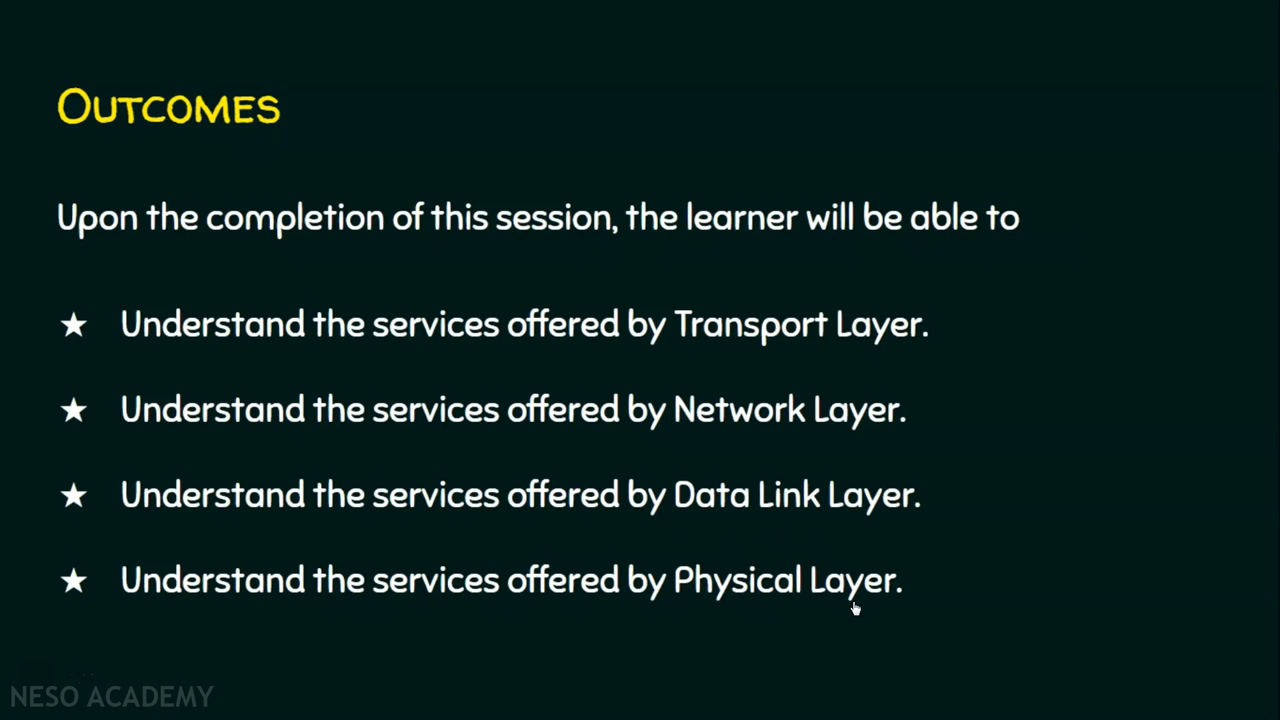 OUTCOMES
Upon the completion of this session, the learner will be able to
★ Understand the services offered by Transport Layer.
★ Understand the services offered by Network Layer.
★ Understand the services offered by Data Link Layer.
★ Understand the services offered by Physical Layer.
NESO ACADEMY